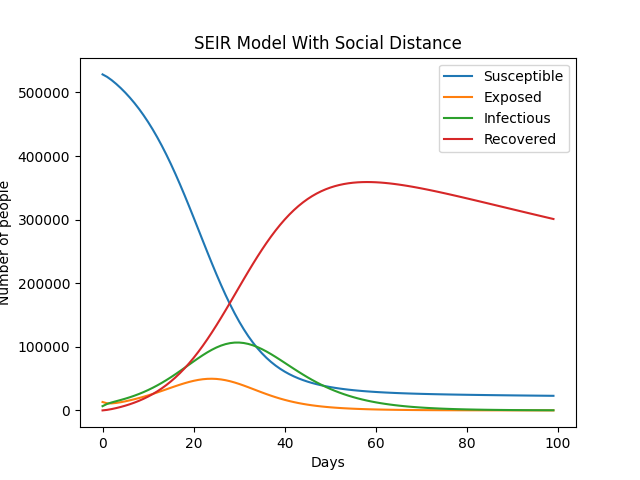 SEIR Model With Social Distance
Susceptible
Exposed
Infectious
Recovered
500000
400000
300000
200000
100000
0
Number of people
0 20 40 60 80 100
Days